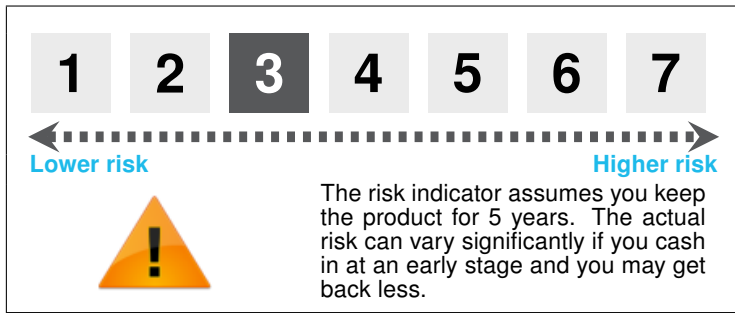 1 2 3 4 5 6 7
Lower risk Higher risk
The risk indicator assumes you keep
the product for 5 years. The actual
risk can vary significantly if you cash
in at an early stage and you may get
back less.